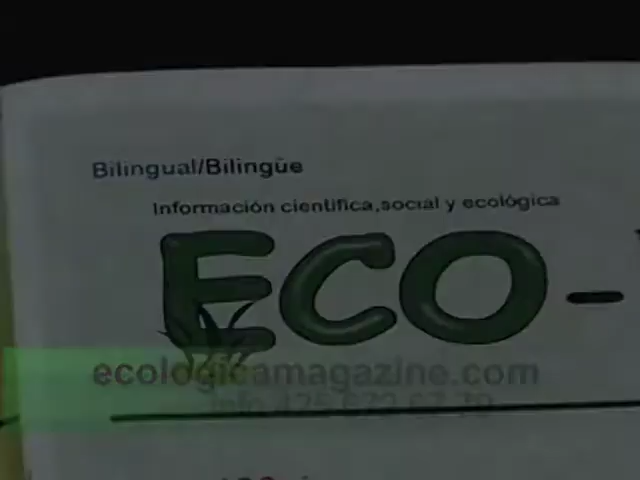 Bilingual/Bilingüe
Información cientifica,social y ecológica
ECO-
ecologicamagazine.com